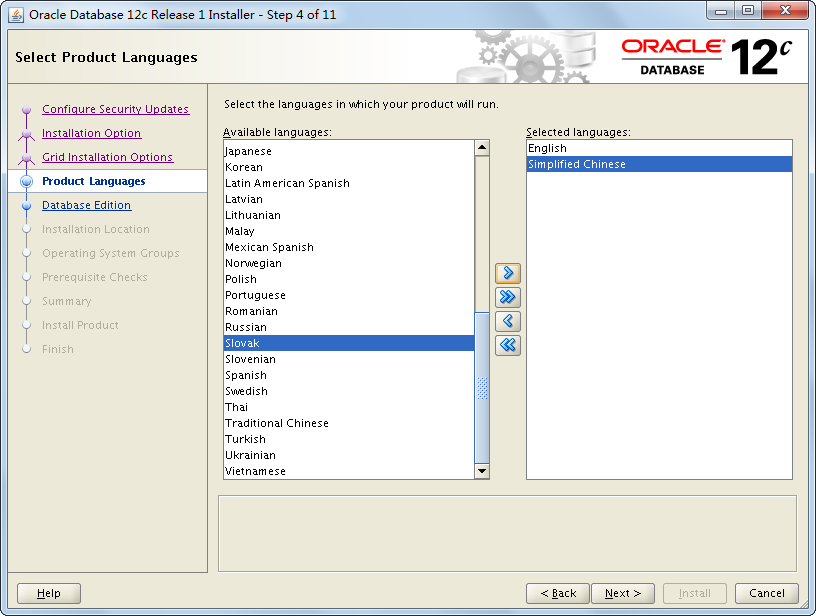 Oracle Database 12c Release 1 Installer - Step 4 of 11
Select Product Languages
ORACLE®
DATABASE
12c
Configure Security Updates
Installation Option
Grid Installation Options
Product Languages
Database Edition
Installation Location
Operating System Groups
Prerequisite Checks
Summary
Install Product
Finish
Select the languages in which your product will run.
Available languages:
Japanese
Korean
Latin American Spanish
Latvian
Lithuanian
Malay
Mexican Spanish
Norwegian
Polish
Portuguese
Romanian
Russian
Slovak
Slovenian
Spanish
Swedish
Thai
Traditional Chinese
Turkish
Ukrainian
Vietnamese
Selected languages:
English
Simplified Chinese
Help
< Back
Next >
Install
Cancel